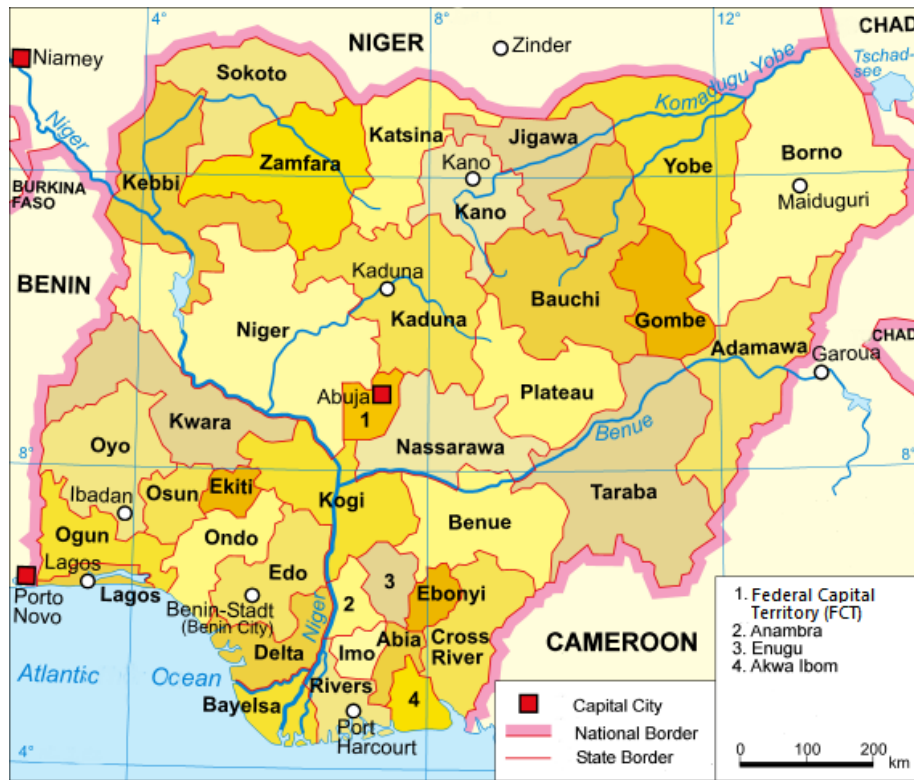 4°
8°
12°
CHAD
NIGER
Zinder
Niamey
Tschad-
see
Sokoto
Komadugu Yobe
Niger
Katsina
Jigawa
Zamfara
Kano
Yobe
Borno
Kebbi
BURKINA
FASO
Maiduguri
Kano
Kaduna
BENIN
Bauchi
Niger
Kaduna
Gombe
CHAD
Adamawa
Garoua
Abuja
Plateau
1
Kwara
Benue
Nassarawa
Oyo
8°
8°
Ibadan
Osun
Ekiti
Kogi
Taraba
Benue
Ogun
Ondo
Lagos
Edo
3
Lagos
Ebonyi
Porto
Novo
Benin-Stadt
(Benin City)
Niger
2
Abia
Cross
River
CAMEROON
Imo
Delta
Atlantic Ocean
Rivers
4
Bayelsa
Port
Harcourt
4°
1. Federal Capital
Territory (FCT)
2. Anambra
3. Enugu
4. Akwa Ibom
Capital City
National Border
State Border
0 100 200
km